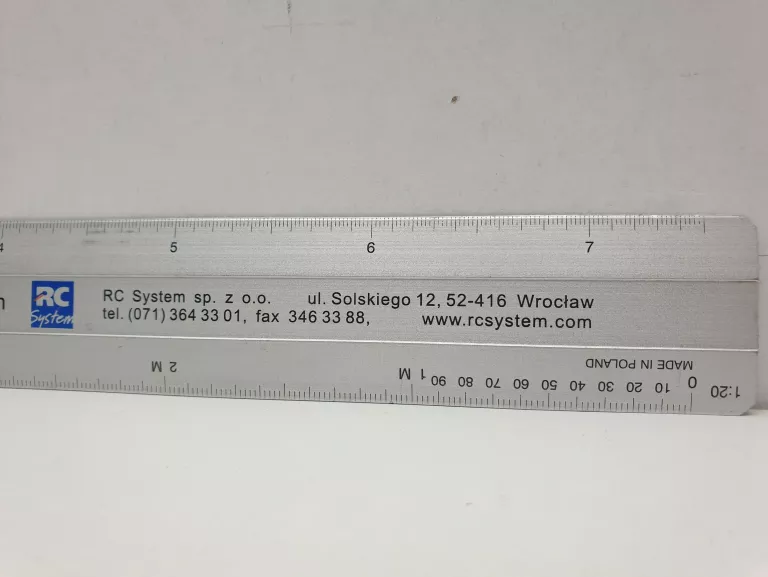 4 5 6 7
RC System
RC System sp. z o.o. ul. Solskiego 12, 52-416 Wrocław
tel. (071) 364 33 01, fax 346 33 88, www.rcsystem.com
MADE IN POLAND
1:20 0 10 20 30 40 50 60 70 80 90 1 M 2 M